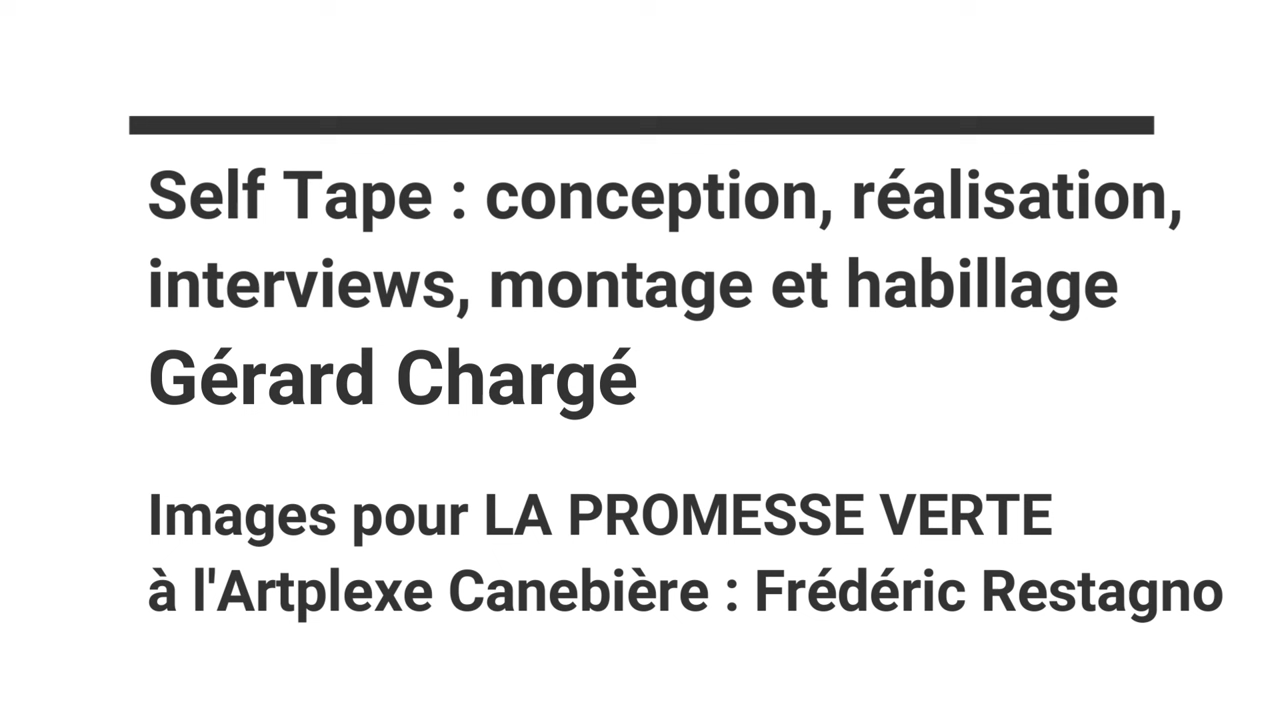 Self Tape : conception, réalisation,
interviews, montage et habillage
Gérard Chargé
Images pour LA PROMESSE VERTE
à l'Artplexe Canebière : Frédéric Restagno